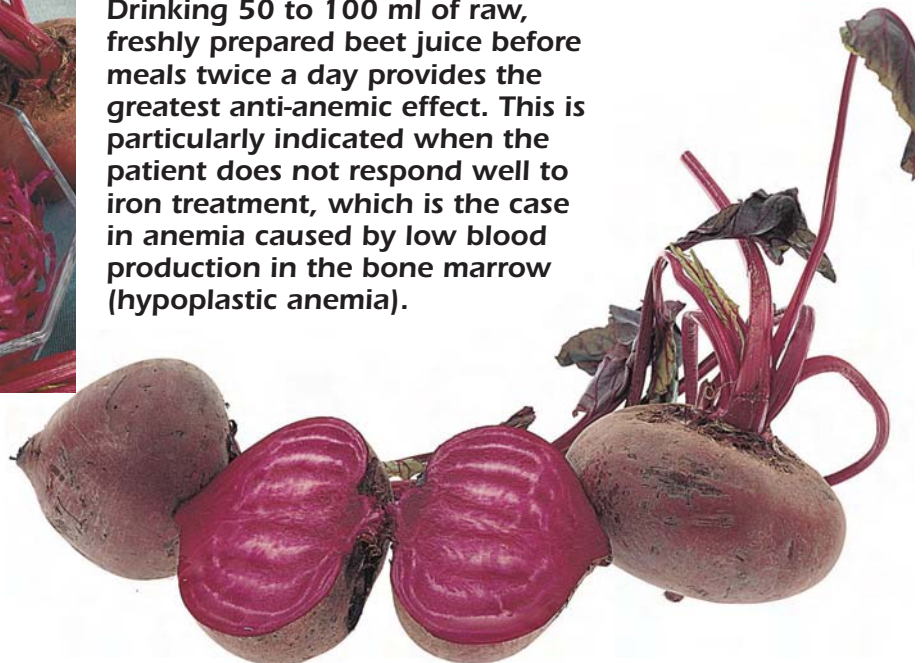 Drinking 50 to 100 ml of raw,
freshly prepared beet juice before
meals twice a day provides the
greatest anti-anemic effect. This is
particularly indicated when the
patient does not respond well to
iron treatment, which is the case
in anemia caused by low blood
production in the bone marrow
(hypoplastic anemia).